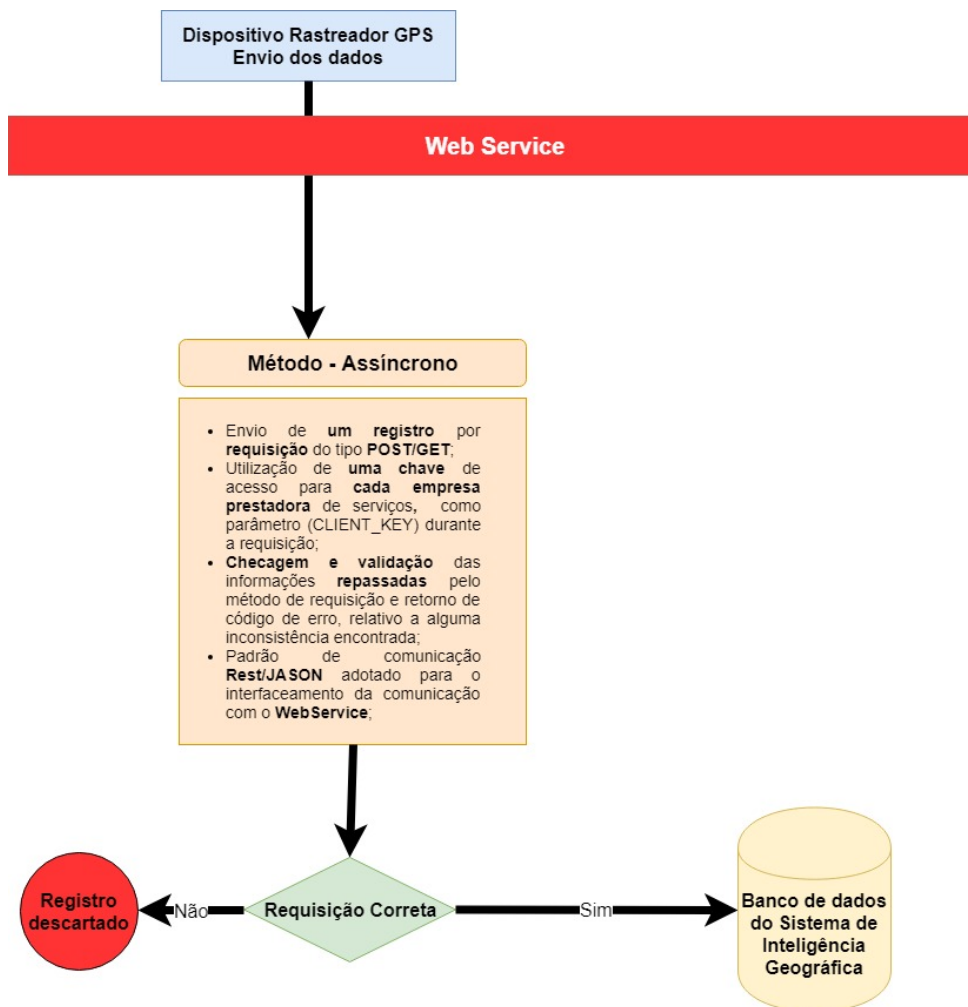 Dispositivo Rastreador GPS
Envio dos dados
Web Service
Método - Assíncrono
• Envio de um registro por
requisição do tipo POST/GET;
• Utilização de uma chave de
acesso para cada empresa
prestadora de serviços, como
parâmetro (CLIENT_KEY) durante
a requisição;
• Checagem e validação das
informações repassadas pelo
método de requisição e retorno de
código de erro, relativo a alguma
inconsistência encontrada;
• Padrão de comunicação
Rest/JASON adotado para o
interfaceamento da comunicação
com o WebService;
Registro
descartado
Não
Requisição Correta
Sim
Banco de dados
do Sistema de
Inteligência
Geográfica